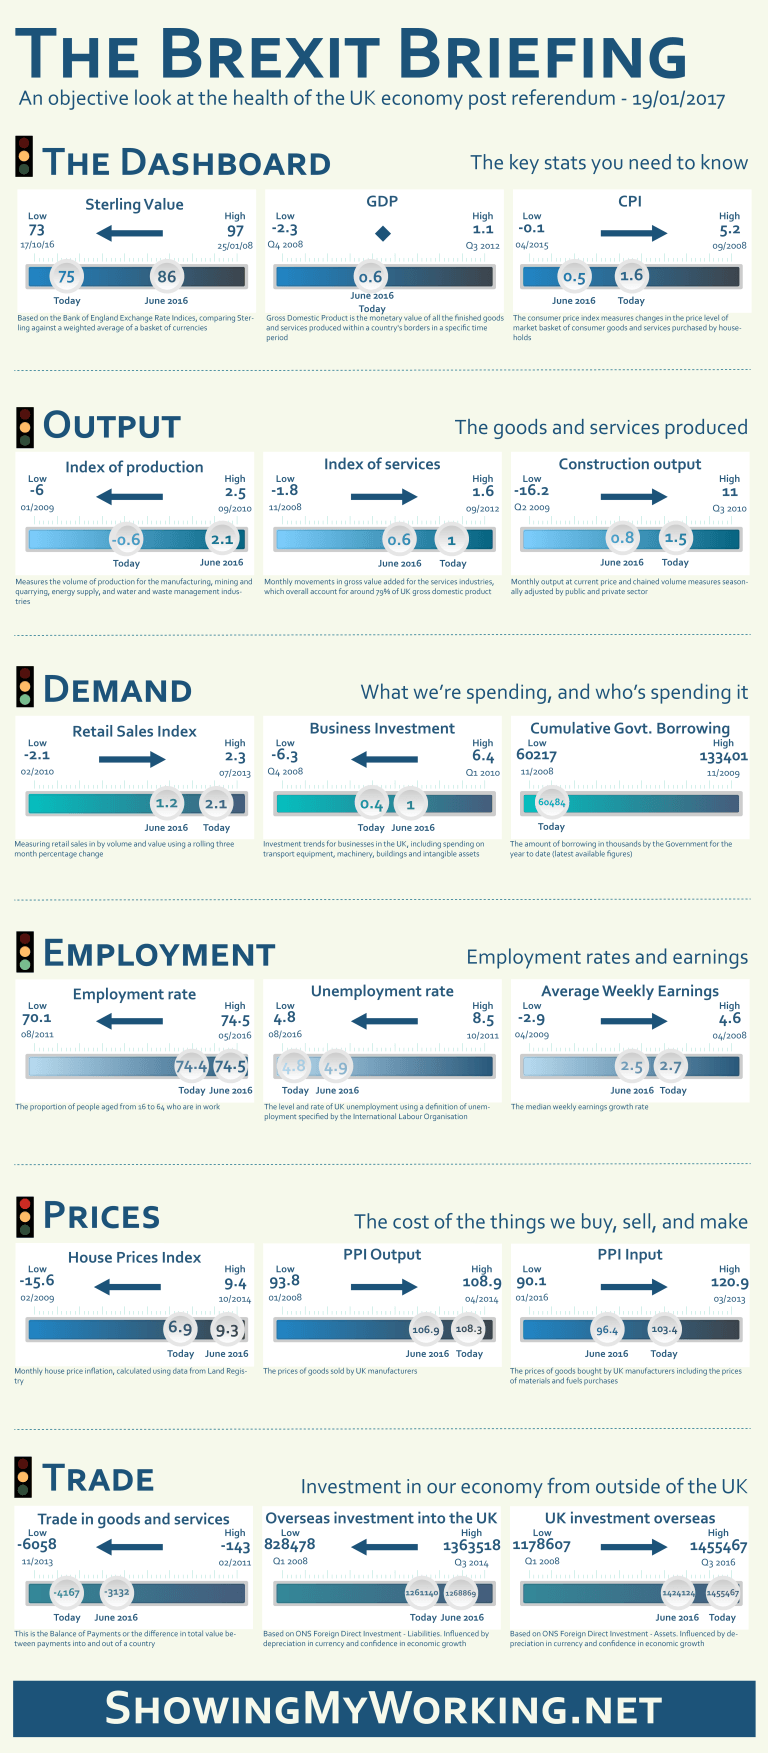 THE BREXIT BRIEFING
An objective look at the health of the UK economy post referendum - 19/01/2017
THE DASHBOARD
The key stats you need to know
Sterling Value
Low
73
17/10/16
High
97
25/01/08
75
86
Today
June 2016
Based on the Bank of England Exchange Rate Indices, comparing Ster-
ling against a weighted average of a basket of currencies
GDP
Low
-2.3
Q4 2008
High
1.1
Q3 2012
0.6
June 2016
Today
Gross Domestic Product is the monetary value of all the finished goods
and services produced within a country's borders in a specific time
period
CPI
Low
-0.1
04/2015
High
5.2
09/2008
0.5
1.6
June 2016
Today
The consumer price index measures changes in the price level of
market basket of consumer goods and services purchased by house-
holds
OUTPUT
The goods and services produced
Index of production
Low
-6
01/2009
High
2.5
09/2010
-0.6
2.1
Today
June 2016
Measures the volume of production for the manufacturing, mining and
quarrying, energy supply, and water and waste management indus-
tries
Index of services
Low
-1.8
11/2008
High
1.6
09/2012
0.6
1
June 2016
Today
Monthly movements in gross value added for the services industries,
which overall account for around 79% of UK gross domestic product
Construction output
Low
-16.2
Q2 2009
High
11
Q3 2010
0.8
1.5
June 2016
Today
Monthly output at current price and chained volume measures season-
ally adjusted by public and private sector
DEMAND
What we're spending, and who's spending it
Retail Sales Index
Low
-2.1
02/2010
High
2.3
07/2013
1.2
2.1
June 2016
Today
Measuring retail sales in by volume and value using a rolling three
month percentage change
Business Investment
Low
-6.3
Q4 2008
High
6.4
Q1 2010
0.4
1
Today
June 2016
Investment trends for businesses in the UK, including spending on
transport equipment, machinery, buildings and intangible assets
Cumulative Govt. Borrowing
Low
60217
11/2008
High
133401
11/2009
60484
Today
The amount of borrowing in thousands by the Government for the
year to date (latest available figures)
EMPLOYMENT
Employment rates and earnings
Employment rate
Low
70.1
08/2011
High
74.5
05/2016
74.4
74.5
Today
June 2016
The proportion of people aged from 16 to 64 who are in work
Unemployment rate
Low
4.8
08/2016
High
8.5
10/2011
4.8
4.9
Today
June 2016
The level and rate of UK unemployment using a definition of unem-
ployment specified by the International Labour Organisation
Average Weekly Earnings
Low
-2.9
04/2009
High
4.6
04/2008
2.5
2.7
June 2016
Today
The median weekly earnings growth rate
PRICES
The cost of the things we buy, sell, and make
House Prices Index
Low
-15.6
02/2009
High
9.4
10/2014
6.9
9.3
Today
June 2016
Monthly house price inflation, calculated using data from Land Regis-
try
PPI Output
Low
93.8
01/2008
High
108.9
04/2014
106.9
108.3
June 2016
Today
The prices of goods sold by UK manufacturers
PPI Input
Low
90.1
01/2016
High
120.9
03/2013
96.4
103.4
June 2016
Today
The prices of goods bought by UK manufacturers including the prices
of materials and fuels purchases
TRADE
Investment in our economy from outside of the UK
Trade in goods and services
Low
-6058
11/2013
High
-143
02/2011
-4167
-3132
Today
June 2016
This is the Balance of Payments or the difference in total value be-
tween payments into and out of a country
Overseas investment into the UK
Low
828478
Q1 2008
High
1363518
Q3 2014
1261140
1268869
Today
June 2016
Based on ONS Foreign Direct Investment - Liabilities. Influenced by
depreciation in currency and confidence in economic growth
UK investment overseas
Low
1178607
Q1 2008
High
1455467
Q3 2016
1424124
1455467
June 2016
Today
Based on ONS Foreign Direct Investment - Assets. Influenced by de-
preciation in currency and confidence in economic growth
SHOWINGMYWORKING.NET